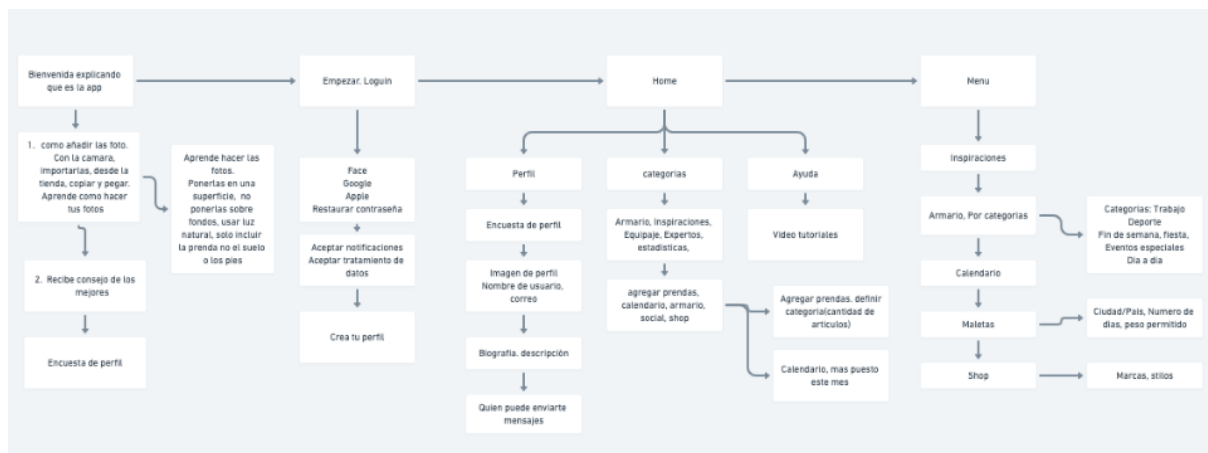 Bienvenida explicando
que es la app
Empezar. Loguin
Home
Menu
1. como añadir las foto.
Con la camara,
importarlas, desde la
tienda, copiar y pegar.
Aprende como hacer
tus fotos
Aprende hacer las
fotos.
Ponerlas en una
superficie, no
ponerlas sobre
fondos, usar luz
natural, solo incluir
la prenda no el suelo
o los pies
2. Recibe consejo de los
mejores
Encuesta de perfil
Face
Google
Apple
Restaurar contraseña
Aceptar notificaciones
Aceptar tratamiento de
datos
Crea tu perfil
Perfil
Encuesta de perfil
Imagen de perfil
Nombre de usuario,
correo
Biografia. descripción
Quien puede enviarte
mensajes
categorias
Armario, Inspiraciones,
Equipaje, Expertos,
estadisticas,
agregar prendas,
calendario, armario,
social, shop
Agregar prendas. definir
categoria(cantidad de
articulos)
Calendario, mas puesto
este mes
Ayuda
Video tutoriales
Inspiraciones
Armario, Por categorias
Categorias: Trabajo
Deporte
Fin de semana, fiesta,
Eventos especiales
Dia a dia
Calendario
Maletas
Ciudad/Pais, Numero de
dias, peso permitido
Shop
Marcas, stilos